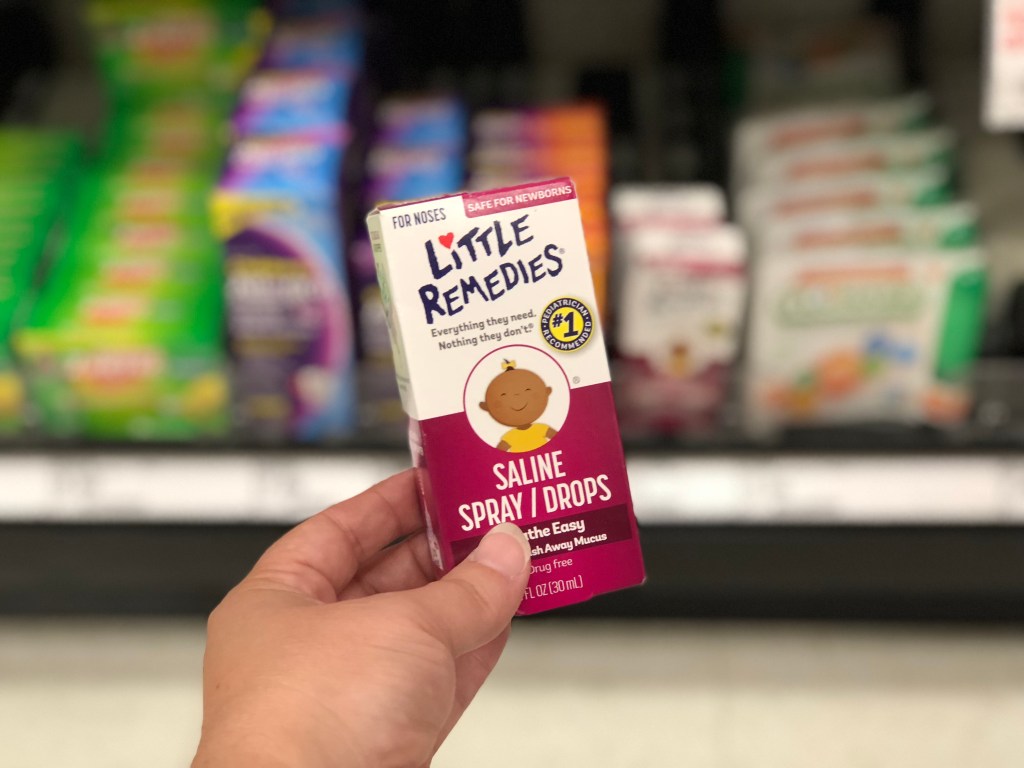 FOR NOSES
SAFE FOR NEWBORNS
LiTTLE
REMEDIES®
Everything they need.
Nothing they don't.®
PEDIATRICIAN
#1
RECOMMENDED
®
SALINE
SPRAY / DROPS
the Easy
sh Away Mucus
Drug free
FL OZ (30 mL)